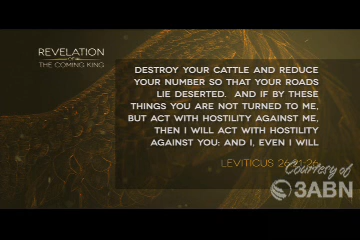 REVELATION
OF
THE COMING KING
DESTROY YOUR CATTLE AND REDUCE
YOUR NUMBER SO THAT YOUR ROADS
LIE DESERTED. AND IF BY THESE
THINGS YOU ARE NOT TURNED TO ME,
BUT ACT WITH HOSTILITY AGAINST ME,
THEN I WILL ACT WITH HOSTILITY
AGAINST YOU: AND I, EVEN I WILL
LEVITICUS
Courtesy of
3ABN